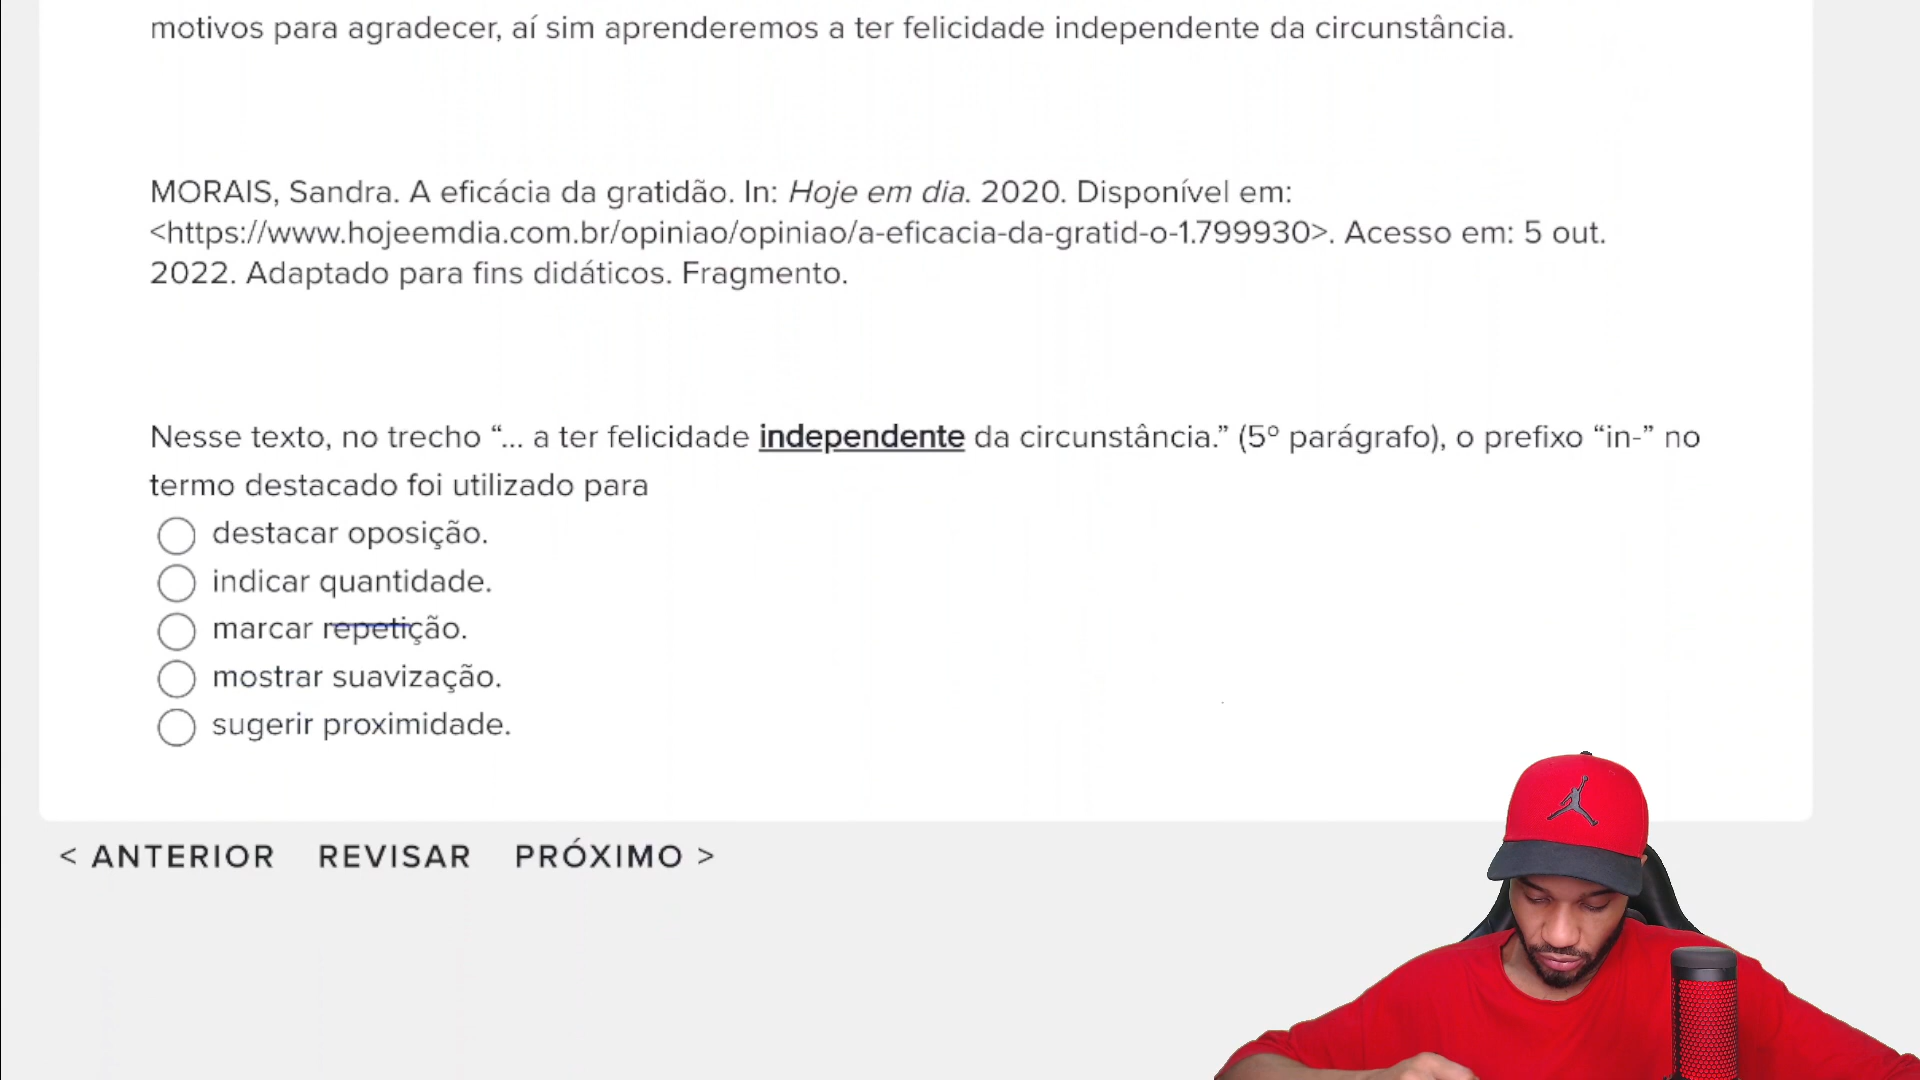 motivos para agradecer, aí sim aprenderemos a ter felicidade independente da circunstância.
MORAIS, Sandra. A eficácia da gratidão. In: Hoje em dia. 2020. Disponível em:
<https://www.hojeemdia.com.br/opiniao/opiniao/a-eficacia-da-gratid-o-1.799930>. Acesso em: 5 out.
2022. Adaptado para fins didáticos. Fragmento.
Nesse texto, no trecho “... a ter felicidade independente da circunstância.” (5º parágrafo), o prefixo “in-” no
termo destacado foi utilizado para
destacar oposição.
indicar quantidade.
marcar repetição.
mostrar suavização.
sugerir proximidade.
< ANTERIOR REVISAR PRÓXIMO >